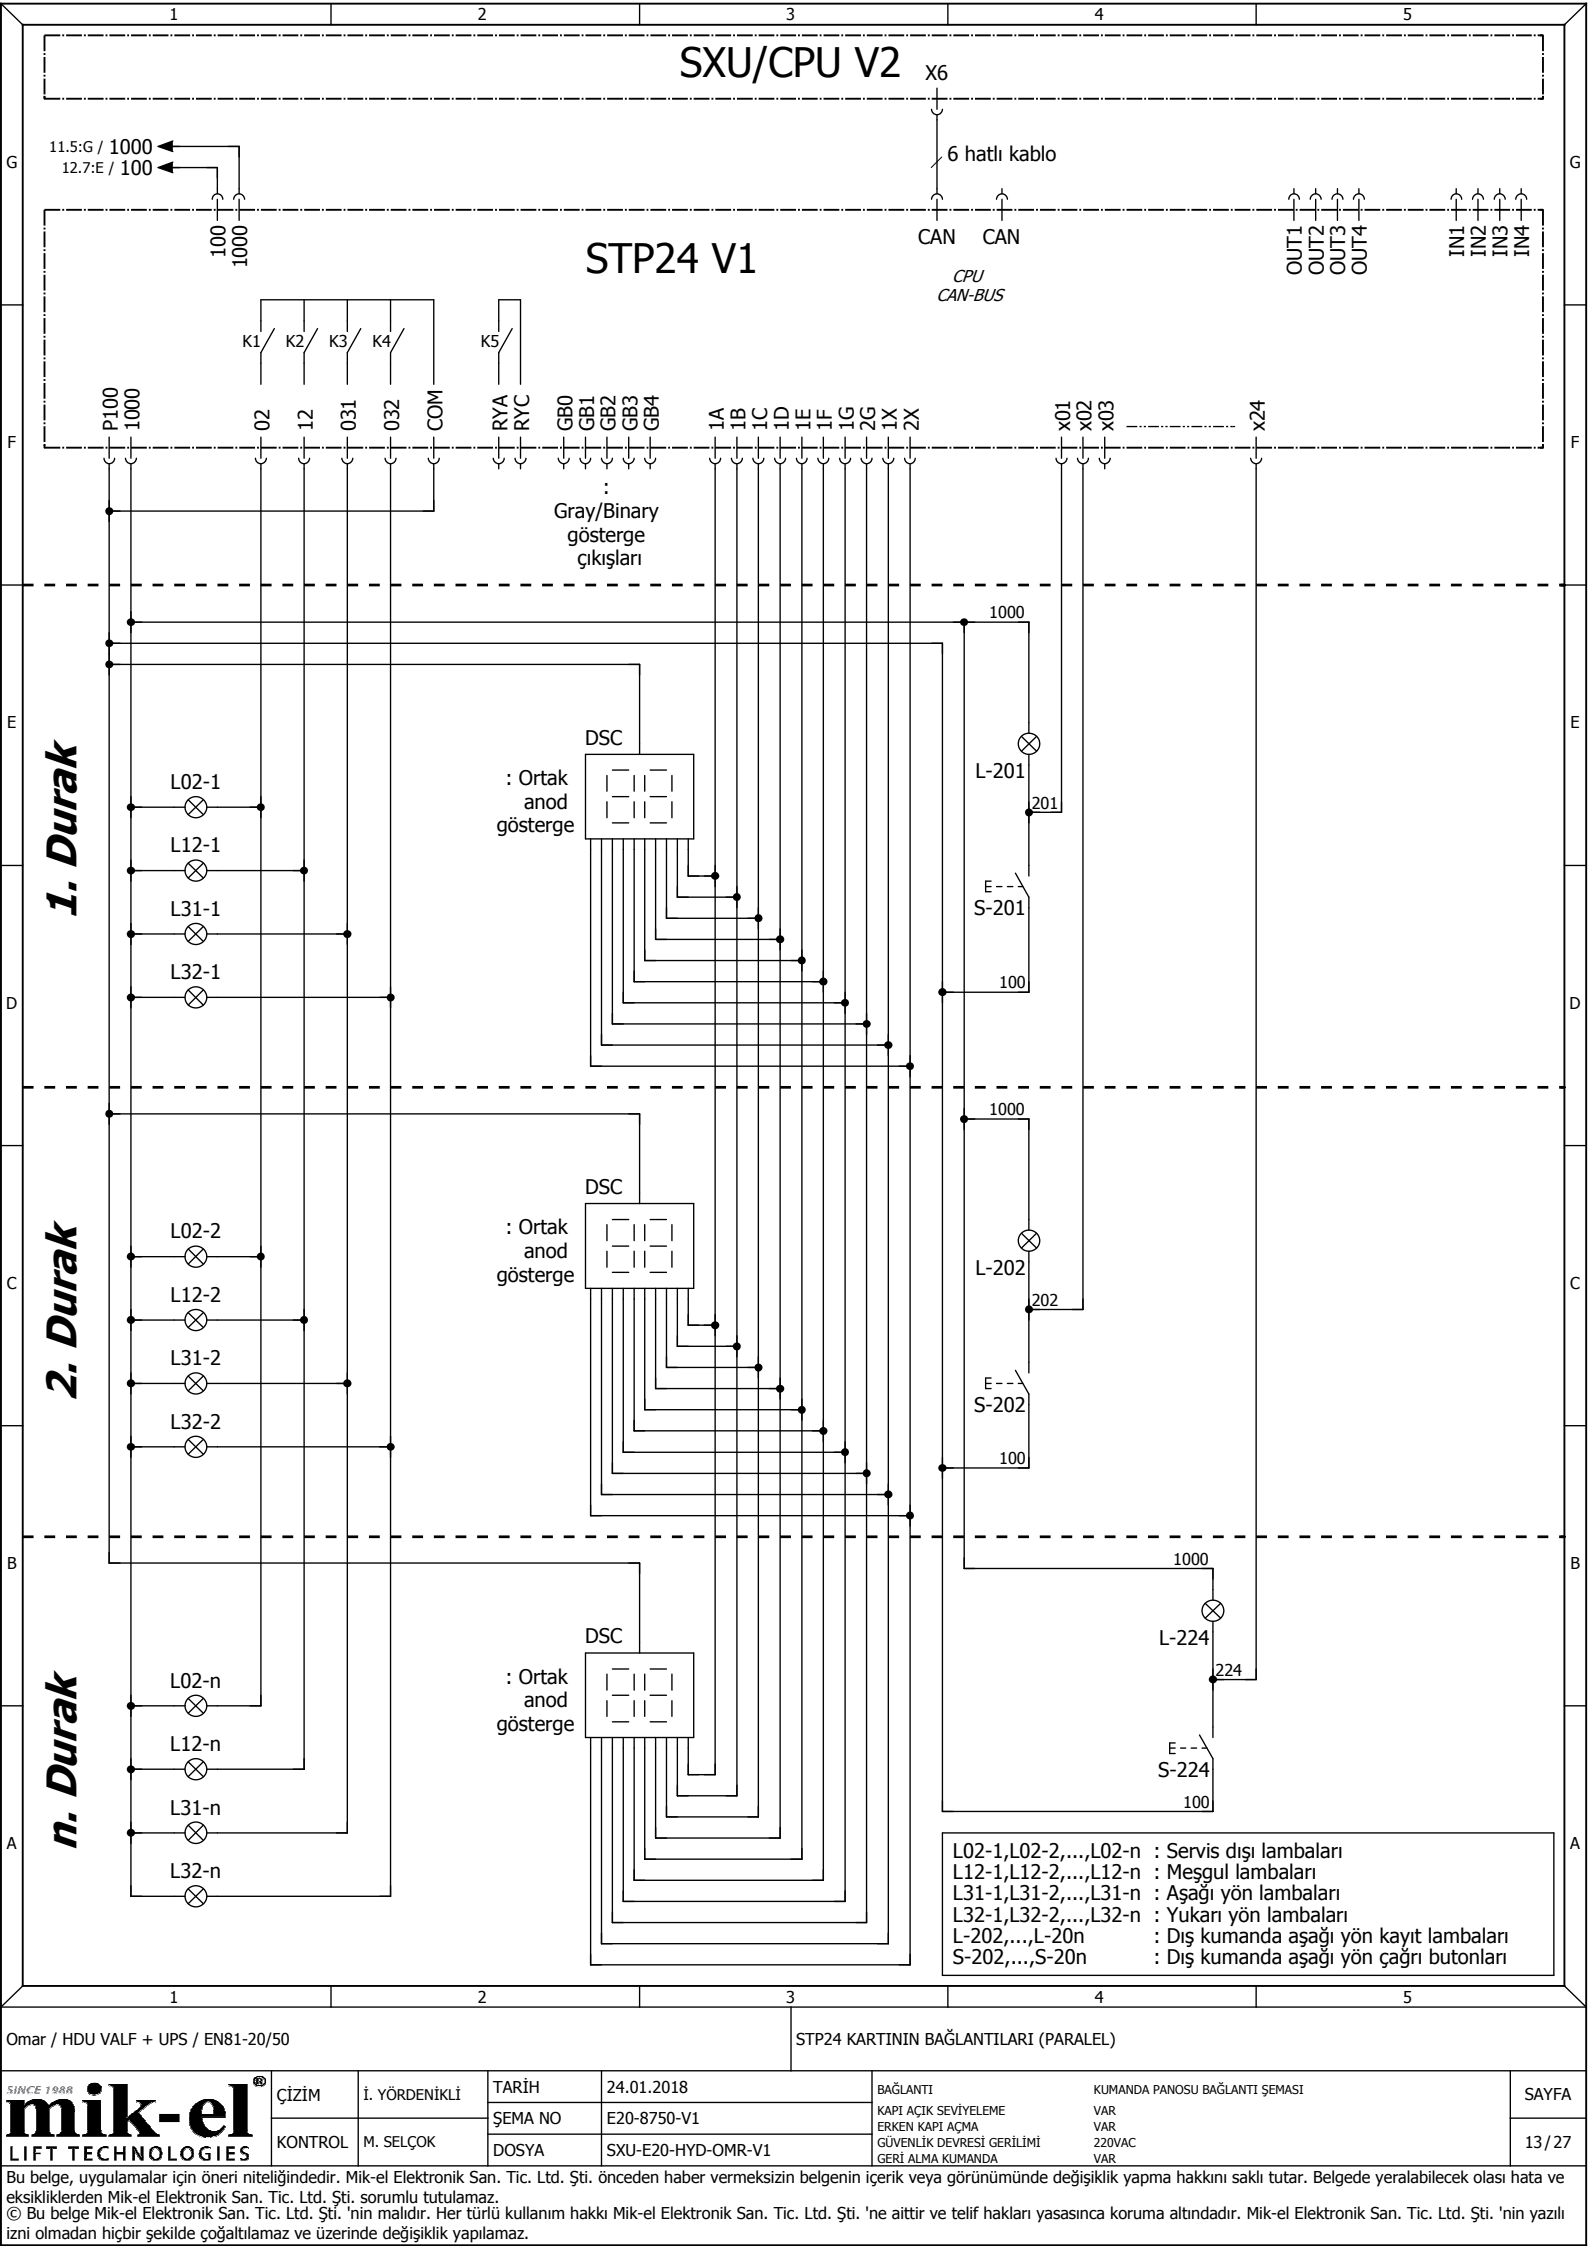 1 2 3 4 5
SXU/CPU V2
X6
G
11.5:G / 1000
12.7:E / 100
6 hatlı kablo
G
100
1000
STP24 V1
CAN CAN
CPU
CAN-BUS
OUT1
OUT2
OUT3
OUT4
IN1
IN2
IN3
IN4
K1 K2 K3 K4 K5
P100
1000
02
12
031
032
COM
RYA
RYC
GB0
GB1
GB2
GB3
GB4
1A
1B
1C
1D
1E
1F
1G
2G
1X
2X
x01
x02
x03
x24
F
F
:
Gray/Binary
gösterge
çıkışları
1000
E
E
1. Durak
DSC
: Ortak
anod
gösterge
L02-1
L12-1
L31-1
L32-1
L-201
201
E
S-201
100
D
D
1000
2. Durak
DSC
: Ortak
anod
gösterge
L02-2
L12-2
L31-2
L32-2
L-202
202
E
S-202
100
C
C
B
B
1000
n. Durak
DSC
: Ortak
anod
gösterge
L02-n
L12-n
L31-n
L32-n
L-224
224
E
S-224
100
A
A
L02-1,L02-2,...,L02-n : Servis dışı lambaları
L12-1,L12-2,...,L12-n : Meşgul lambaları
L31-1,L31-2,...,L31-n : Aşağı yön lambaları
L32-1,L32-2,...,L32-n : Yukarı yön lambaları
L-202,...,L-20n : Dış kumanda aşağı yön kayıt lambaları
S-202,...,S-20n : Dış kumanda aşağı yön çağrı butonları
1 2 3 4 5
Omar / HDU VALF + UPS / EN81-20/50
STP24 KARTININ BAĞLANTILARI (PARALEL)
SINCE 1988
mik-el®
LIFT TECHNOLOGIES
ÇİZİM İ. YÖRDENİKLİ
KONTROL M. SELÇOK
TARİH 24.01.2018
ŞEMA NO E20-8750-V1
DOSYA SXU-E20-HYD-OMR-V1
BAĞLANTI KUMANDA PANOSU BAĞLANTI ŞEMASI
KAPI AÇIK SEVİYELEME VAR
ERKEN KAPI AÇMA VAR
GÜVENLİK DEVRESİ GERİLİMİ 220VAC
GERİ ALMA KUMANDA VAR
SAYFA
13/27
Bu belge, uygulamalar için öneri niteliğindedir. Mik-el Elektronik San. Tic. Ltd. Şti. önceden haber vermeksizin belgenin içerik veya görünümünde değişiklik yapma hakkını saklı tutar. Belgede yeralabilecek olası hata ve
eksikliklerden Mik-el Elektronik San. Tic. Ltd. Şti. sorumlu tutulamaz.
© Bu belge Mik-el Elektronik San. Tic. Ltd. Şti. 'nin malıdır. Her türlü kullanım hakkı Mik-el Elektronik San. Tic. Ltd. Şti. 'ne aittir ve telif hakları yasasınca koruma altındadır. Mik-el Elektronik San. Tic. Ltd. Şti. 'nin yazılı
izni olmadan hiçbir şekilde çoğaltılamaz ve üzerinde değişiklik yapılamaz.